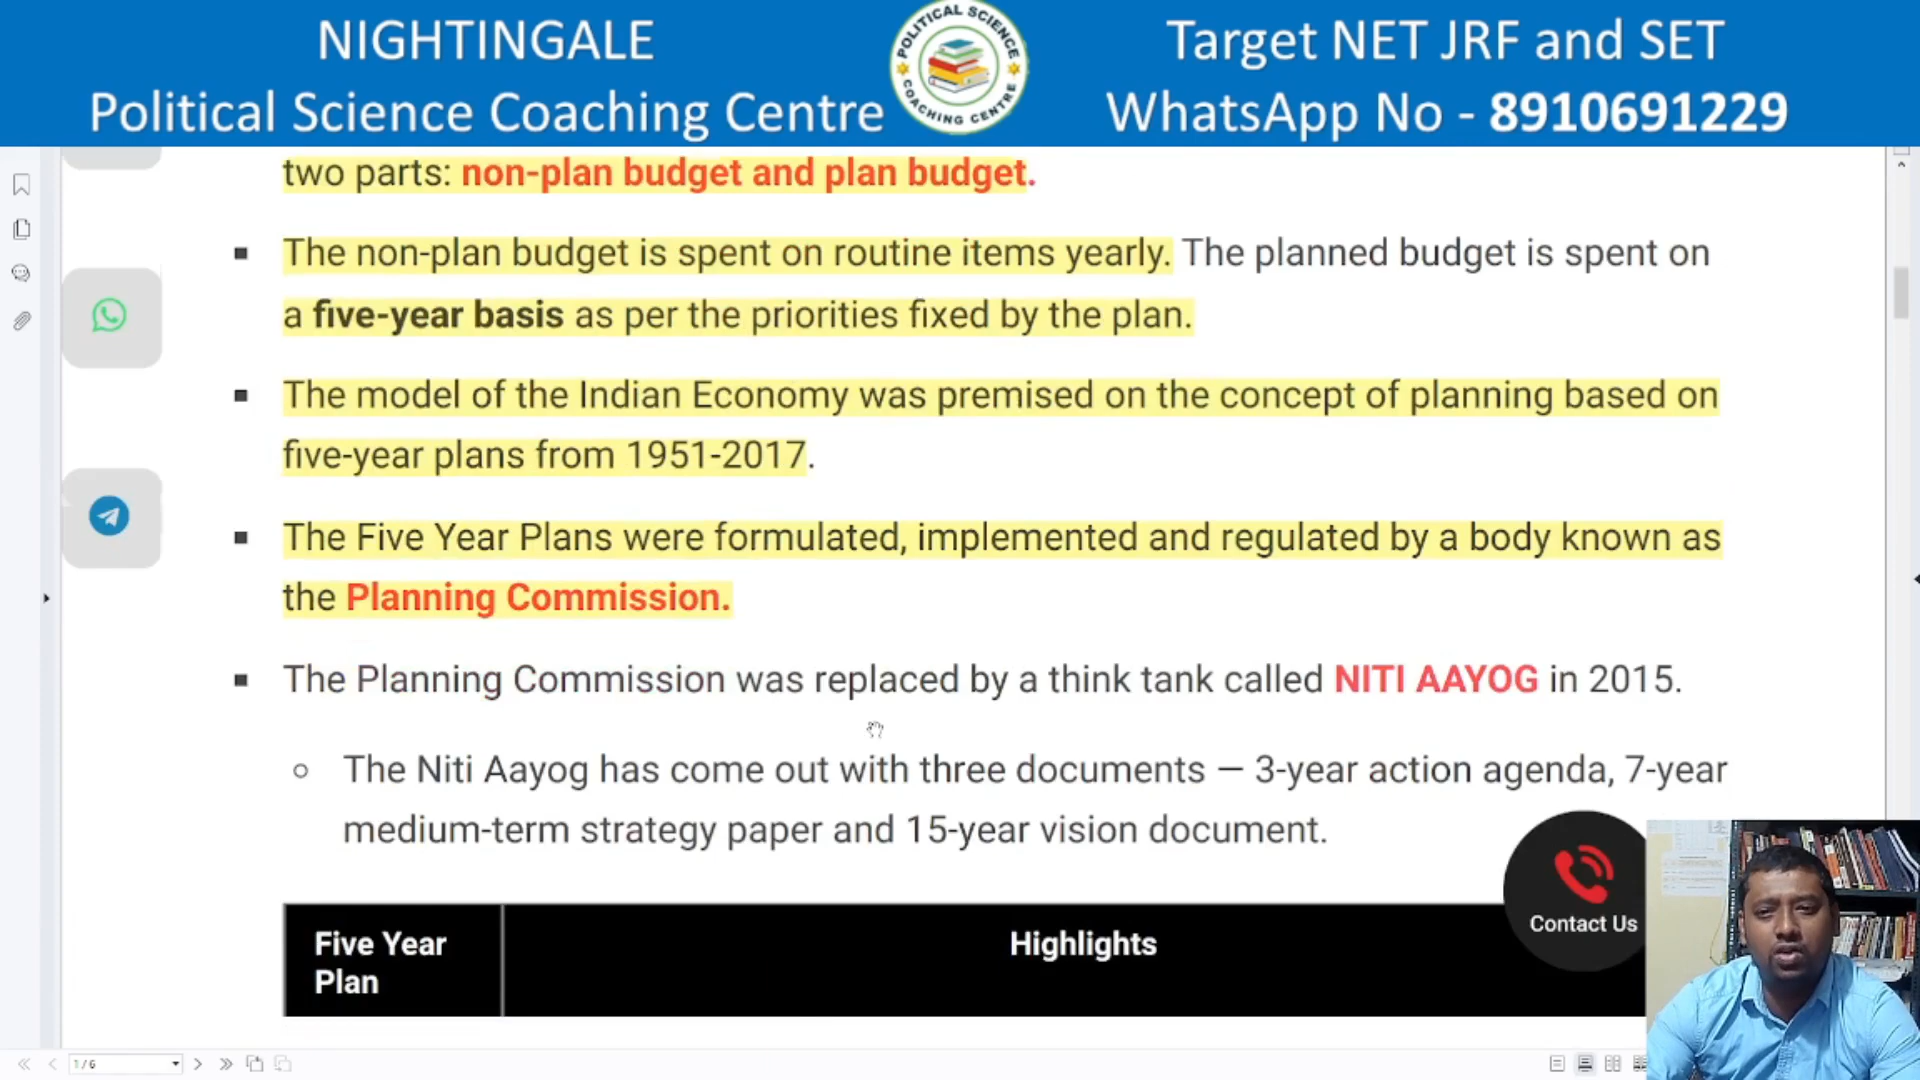 NIGHTINGALE
Political Science Coaching Centre
POLITICAL SCIENCE
COACHING CENTRE
Target NET JRF and SET
WhatsApp No - 8910691229
two parts: non-plan budget and plan budget.
▪ The non-plan budget is spent on routine items yearly. The planned budget is spent on
a five-year basis as per the priorities fixed by the plan.
▪ The model of the Indian Economy was premised on the concept of planning based on
five-year plans from 1951-2017.
▪ The Five Year Plans were formulated, implemented and regulated by a body known as
the Planning Commission.
▪ The Planning Commission was replaced by a think tank called NITI AAYOG in 2015.
○ The Niti Aayog has come out with three documents — 3-year action agenda, 7-year
medium-term strategy paper and 15-year vision document.
Contact Us
Five Year
Plan
Highlights
1/6